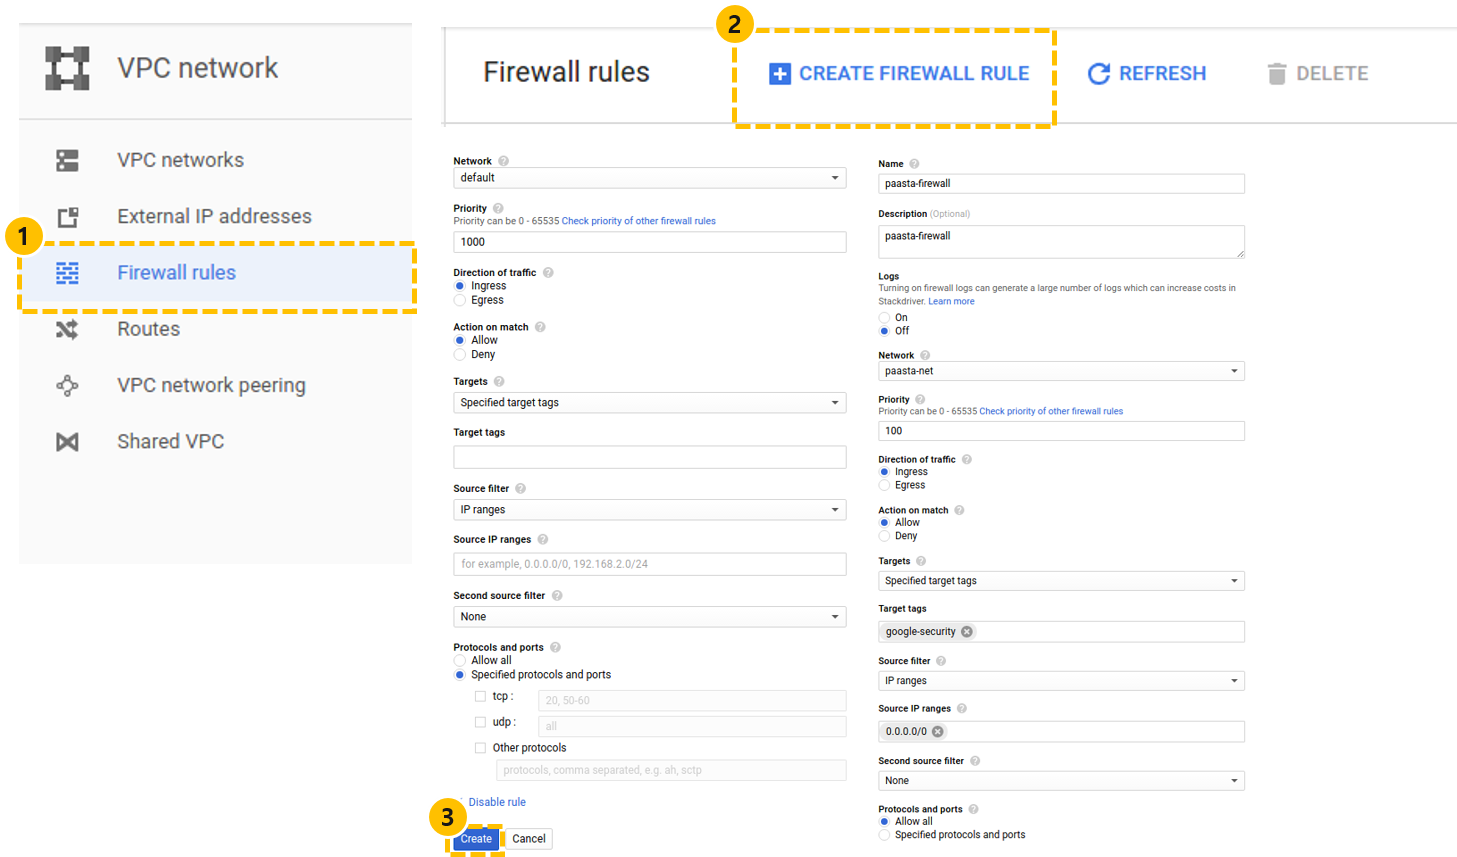 VPC network
VPC networks
External IP addresses
1
Firewall rules
Routes
VPC network peering
Shared VPC
2
Firewall rules
CREATE FIREWALL RULE
REFRESH
DELETE
Network
default
Priority
Priority can be 0 - 65535 Check priority of other firewall rules
1000
Direction of traffic
Ingress
Egress
Action on match
Allow
Deny
Targets
Specified target tags
Target tags
Source filter
IP ranges
Source IP ranges
for example, 0.0.0.0/0, 192.168.2.0/24
Second source filter
None
Protocols and ports
Allow all
Specified protocols and ports
tcp : 20, 50-60
udp : all
Other protocols
protocols, comma separated, e.g. ah, sctp
Disable rule
3
Create Cancel
Name
paasta-firewall
Description (Optional)
paasta-firewall
Logs
Turning on firewall logs can generate a large number of logs which can increase costs in
Stackdriver. Learn more
On
Off
Network
paasta-net
Priority
Priority can be 0 - 65535 Check priority of other firewall rules
100
Direction of traffic
Ingress
Egress
Action on match
Allow
Deny
Targets
Specified target tags
Target tags
google-security
Source filter
IP ranges
Source IP ranges
0.0.0.0/0
Second source filter
None
Protocols and ports
Allow all
Specified protocols and ports